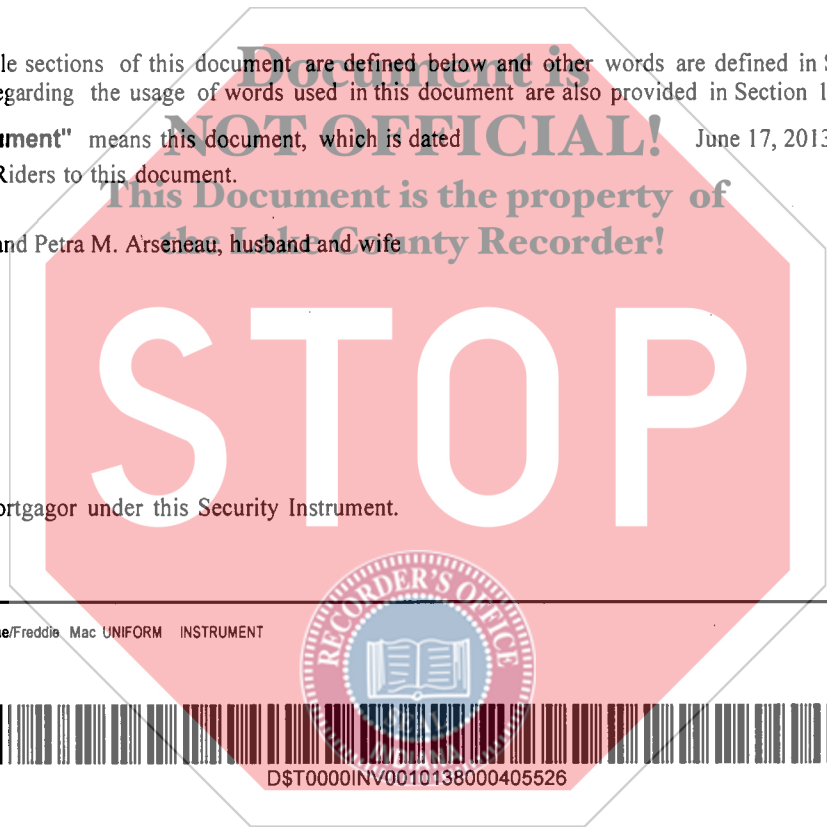 le sections of this document are defined below and other words are defined in
Document is
egarding the usage of words used in this document are also provided in Section 1
NOT OFFICIAL!
ument" means this document, which is dated June 17, 2013
Riders to this document.
This Document is the property of
the Lake County Recorder!
and Petra M. Arseneau, husband and wife
STOP
ortgagor under this Security Instrument.
RECORDER'S OFFICE
SEAL
INDIANA
e/Freddie Mac UNIFORM INSTRUMENT
D$T0000INV0010138000405526